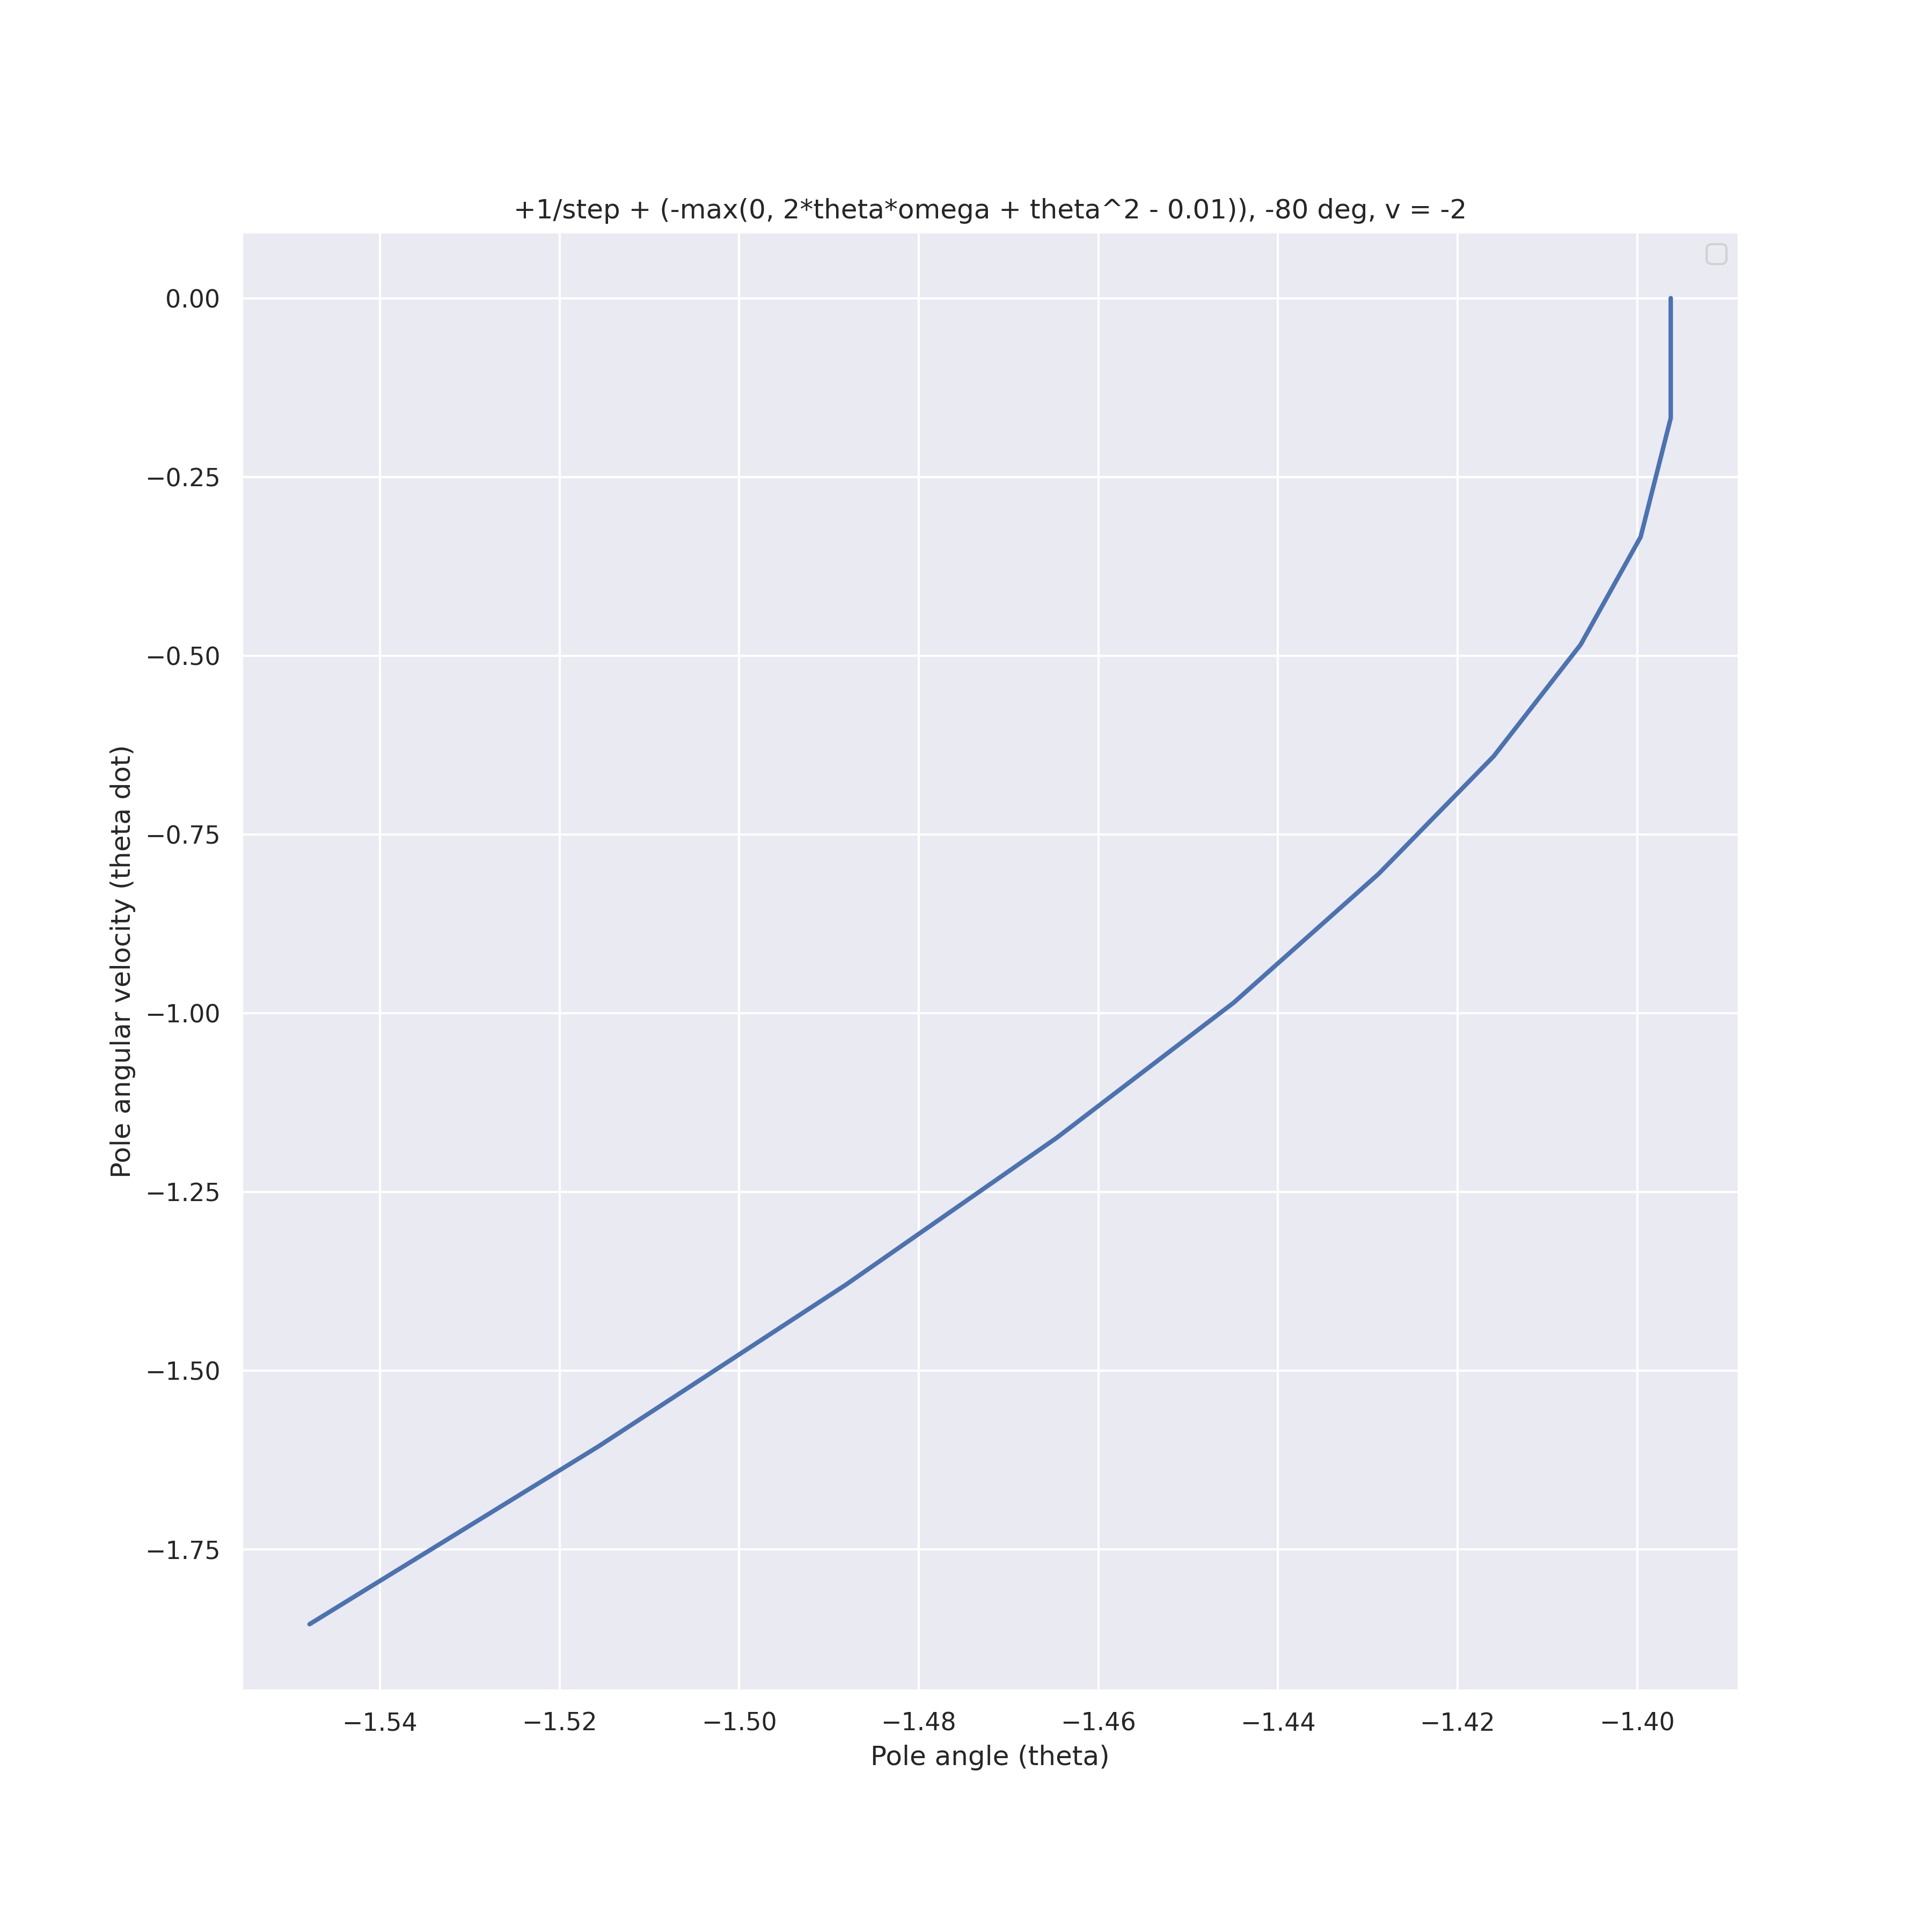 +1/step + (-max(0, 2*theta*omega + theta^2 - 0.01)), -80 deg, v = -2
0.00
−0.25
−0.50
−0.75
−1.00
−1.25
−1.50
−1.75
Pole angular velocity (theta dot)
−1.54 −1.52 −1.50 −1.48 −1.46 −1.44 −1.42 −1.40
Pole angle (theta)